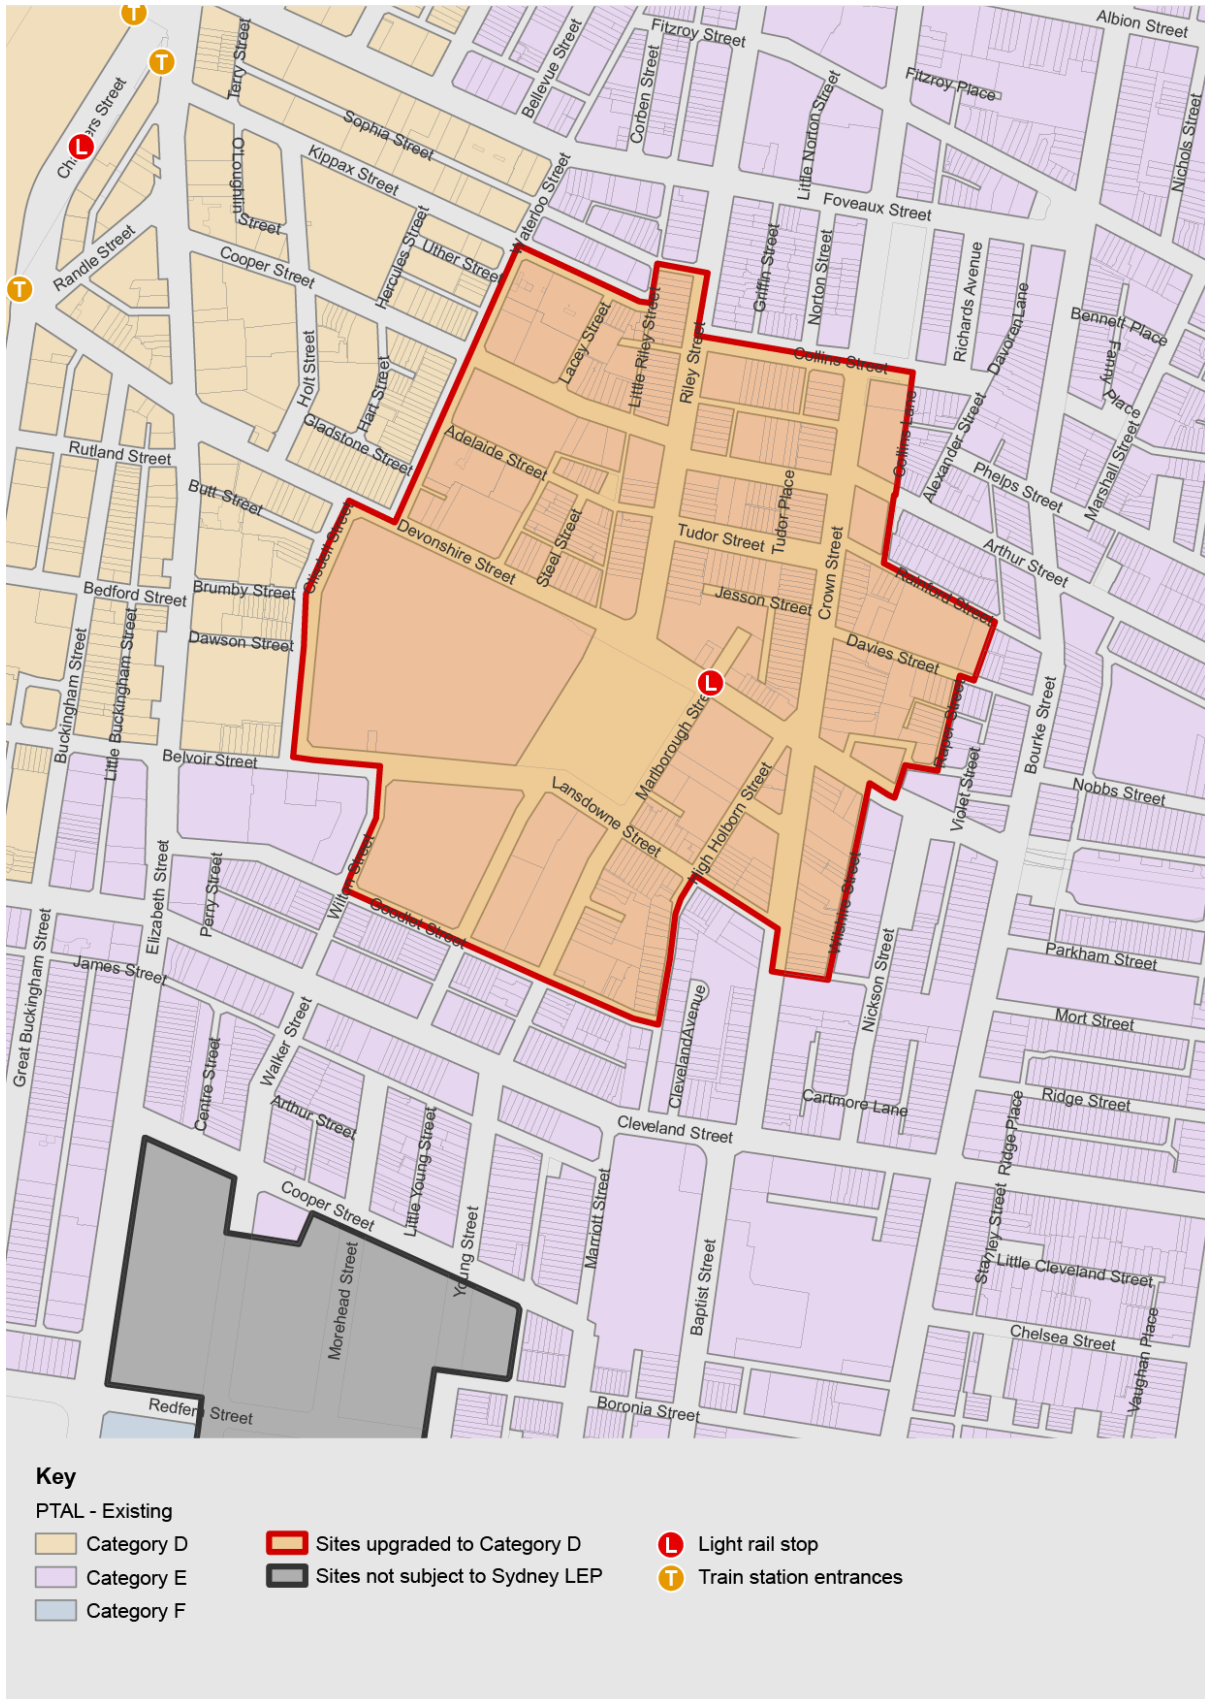 T
Albion Street
Fitzroy Street
Terry Street
Bellevue Street
Corben Street
T
Fitzroy Place
Little Norton Street
Nichols Street
Sophia Street
L
Kippax Street
O'Loughlin
Street
Waterloo Street
Foveaux Street
Randle Street
Cooper Street
Hercules Street
Uther Street
Griffin Street
Norton Street
Richards Avenue
Davoren Lane
T
Bennett Place
Fanny
Place
Lacey Street
Little Riley Street
Riley Street
Collins Street
Holt Street
Hart Street
Gladstone Street
Collins Lane
Alexander Street
Marshall Street
Rutland Street
Adelaide Street
Phelps Street
Butt Street
Clisdell Street
Devonshire Street
Steel Street
Tudor Place
Tudor Street
Arthur Street
Rainford Street
Crown Street
Brumby Street
Bedford Street
Jesson Street
Dawson Street
Davies Street
Buckingham Street
Little Buckingham Street
L
Marlborough Street
Bourke Street
Belvoir Street
Nobbs Street
Violet Street
Lansdowne Street
High Holborn Street
Wilton Street
Wilshire Street
Goodlet Street
Perry Street
Elizabeth Street
Great Buckingham Street
James Street
Nickson Street
Parkham Street
Mort Street
Walker Street
Cleveland Avenue
Centre Street
Arthur Street
Cartmore Lane
Ridge Street
Ridge Place
Cleveland Street
Little Young Street
Cooper Street
Marriott Street
Young Street
Stanley Street
Little Cleveland Street
Morehead Street
Baptist Street
Chelsea Street
Vaughan Place
Redfern Street
Boronia Street
Key
PTAL - Existing
Category D
Sites upgraded to Category D
L Light rail stop
Category E
Sites not subject to Sydney LEP
T Train station entrances
Category F